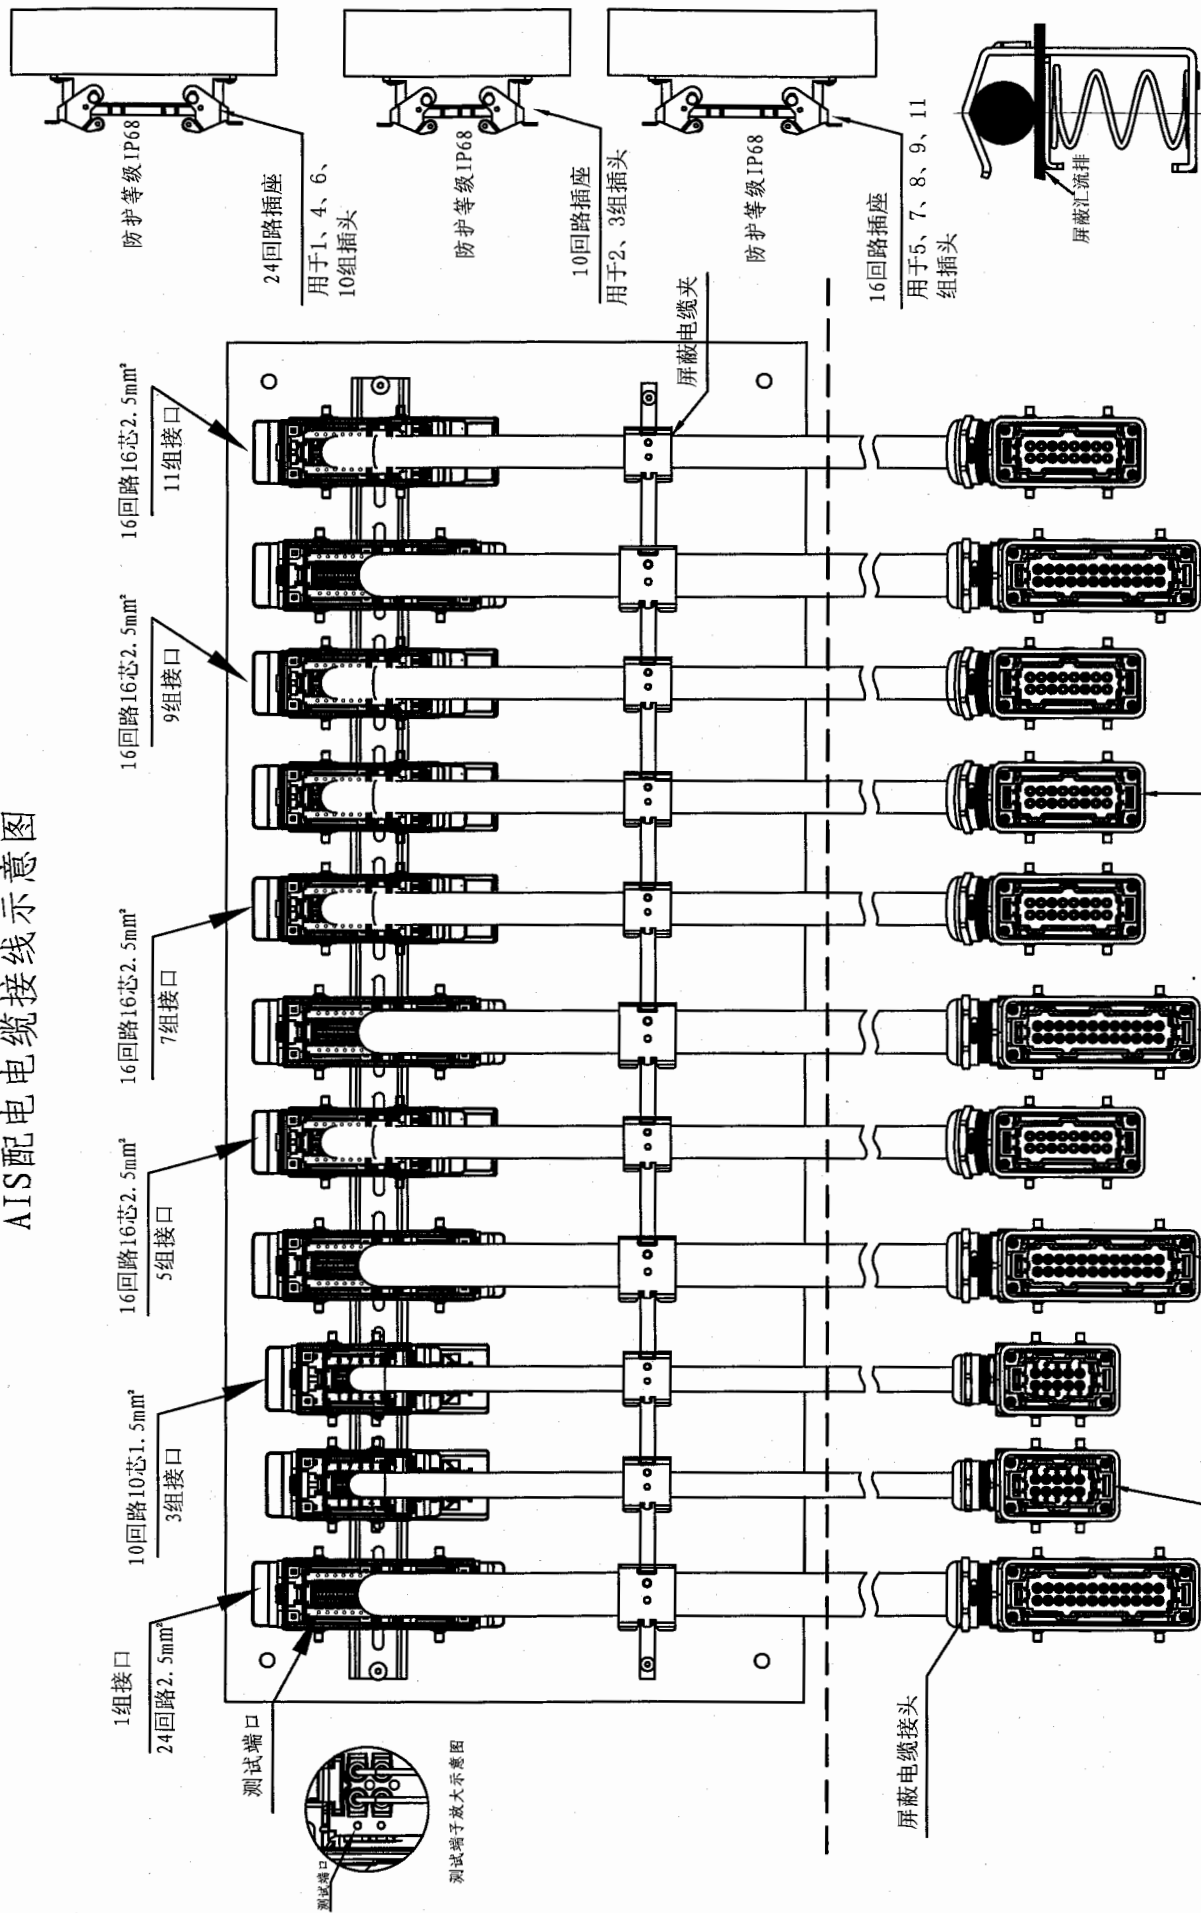 AIS配电电缆接线示意图
1组接口
24回路2.5mm²
10回路10芯1.5mm²
3组接口
16回路16芯2.5mm²
5组接口
16回路16芯2.5mm²
7组接口
16回路16芯2.5mm²
9组接口
16回路16芯2.5mm²
11组接口
测试端口
测试端口
测试端子放大示意图
屏蔽电缆夹
屏蔽电缆接头
防护等级IP68
24回路插座
用于1、4、6、
10组插头
防护等级IP68
10回路插座
用于2、3组插头
防护等级IP68
16回路插座
用于5、7、8、9、11
组插头
屏蔽汇流排